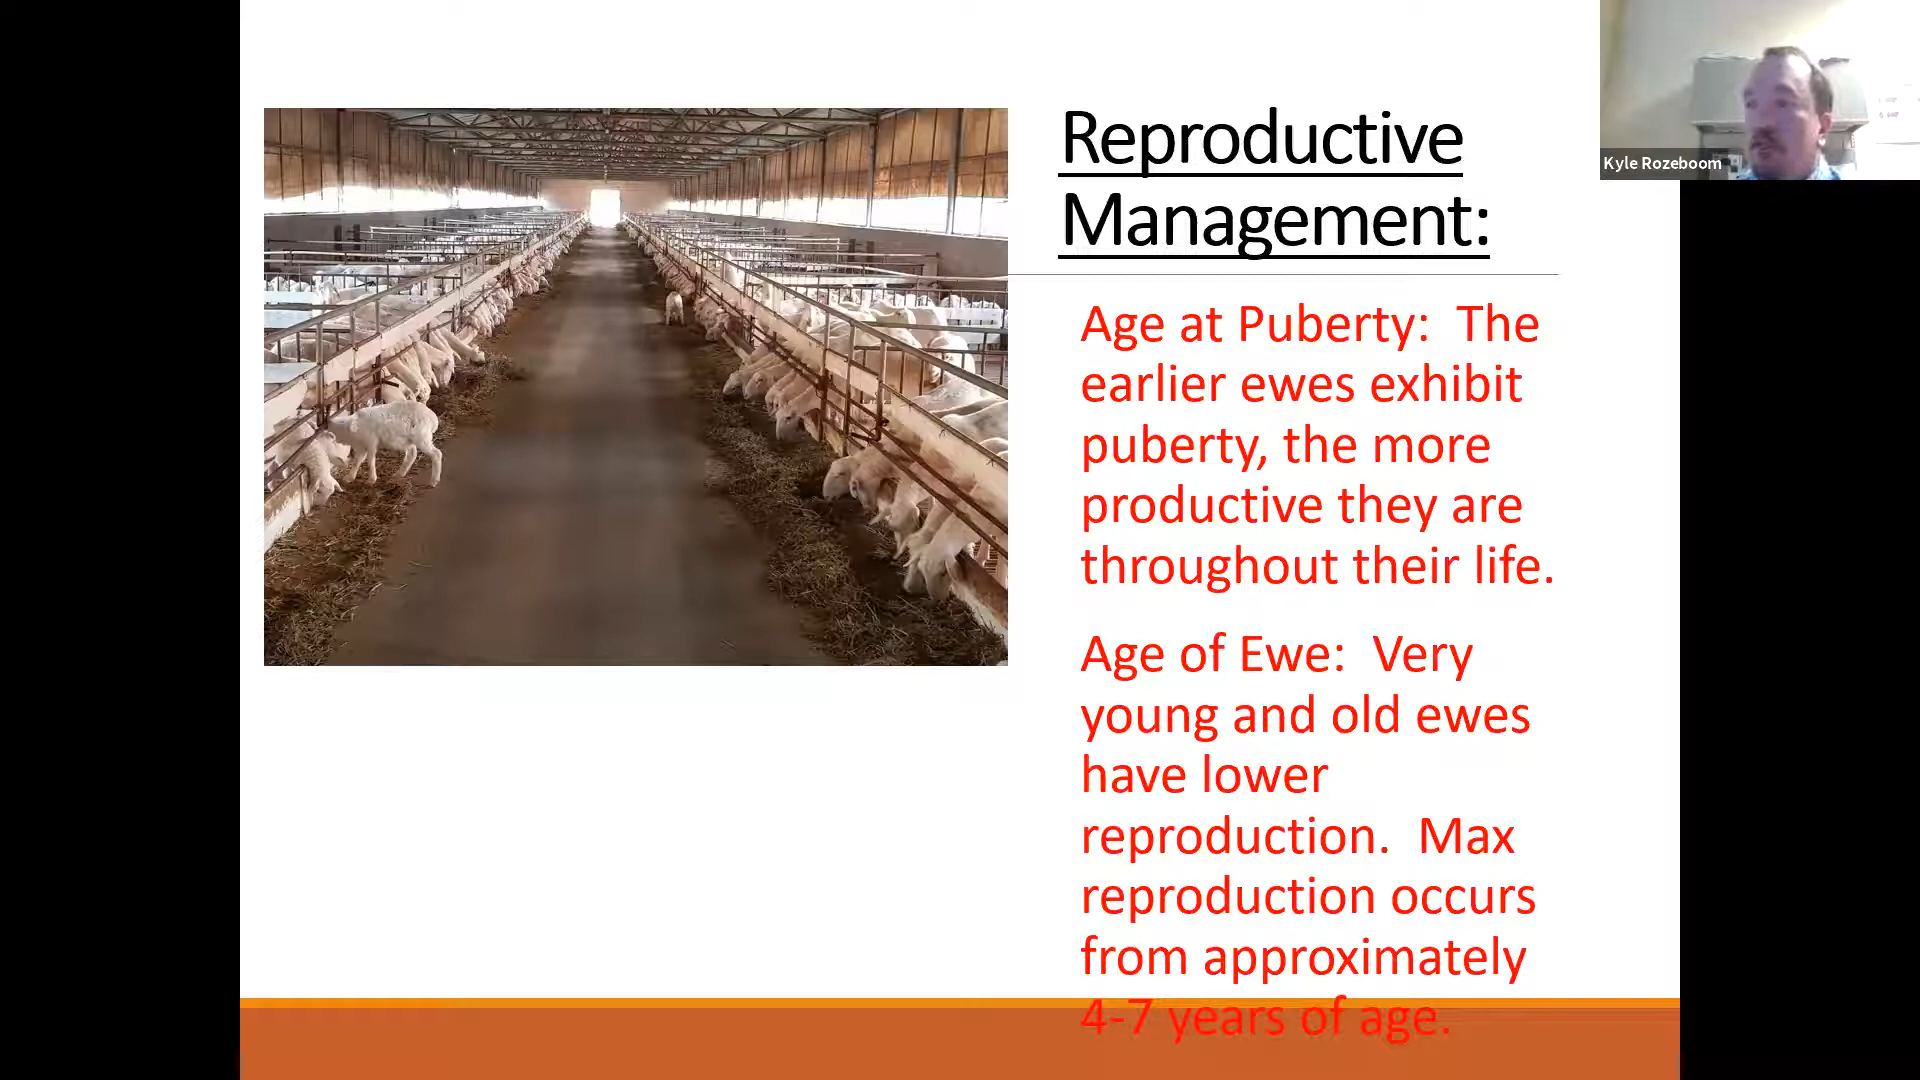 Reproductive
Management:
Kyle Rozeboom
Age at Puberty:  The
earlier ewes exhibit
puberty, the more
productive they are
throughout their life.
Age of Ewe:  Very
young and old ewes
have lower
reproduction.  Max
reproduction occurs
from approximately
4-7 years of age.